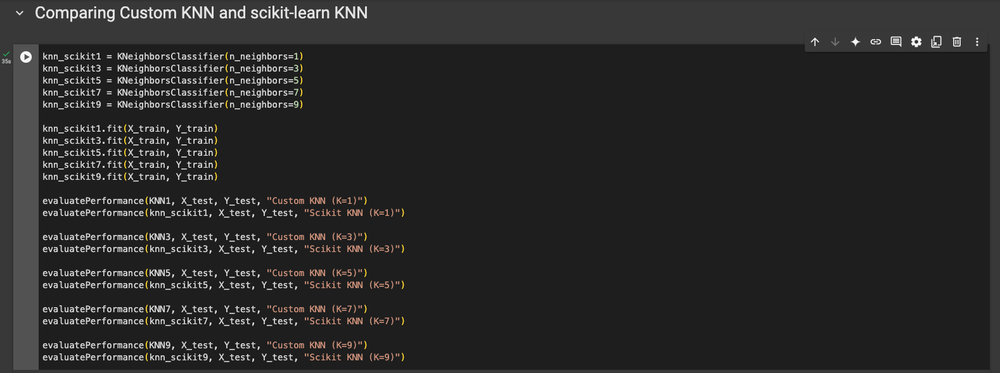 Comparing Custom KNN and scikit-learn KNN
35s
knn_scikit1 = KNeighborsClassifier(n_neighbors=1)
knn_scikit3 = KNeighborsClassifier(n_neighbors=3)
knn_scikit5 = KNeighborsClassifier(n_neighbors=5)
knn_scikit7 = KNeighborsClassifier(n_neighbors=7)
knn_scikit9 = KNeighborsClassifier(n_neighbors=9)
knn_scikit1.fit(X_train, Y_train)
knn_scikit3.fit(X_train, Y_train)
knn_scikit5.fit(X_train, Y_train)
knn_scikit7.fit(X_train, Y_train)
knn_scikit9.fit(X_train, Y_train)
evaluatePerformance(KNN1, X_test, Y_test, "Custom KNN (K=1)")
evaluatePerformance(knn_scikit1, X_test, Y_test, "Scikit KNN (K=1)")
evaluatePerformance(KNN3, X_test, Y_test, "Custom KNN (K=3)")
evaluatePerformance(knn_scikit3, X_test, Y_test, "Scikit KNN (K=3)")
evaluatePerformance(KNN5, X_test, Y_test, "Custom KNN (K=5)")
evaluatePerformance(knn_scikit5, X_test, Y_test, "Scikit KNN (K=5)")
evaluatePerformance(KNN7, X_test, Y_test, "Custom KNN (K=7)")
evaluatePerformance(knn_scikit7, X_test, Y_test, "Scikit KNN (K=7)")
evaluatePerformance(KNN9, X_test, Y_test, "Custom KNN (K=9)")
evaluatePerformance(knn_scikit9, X_test, Y_test, "Scikit KNN (K=9)")